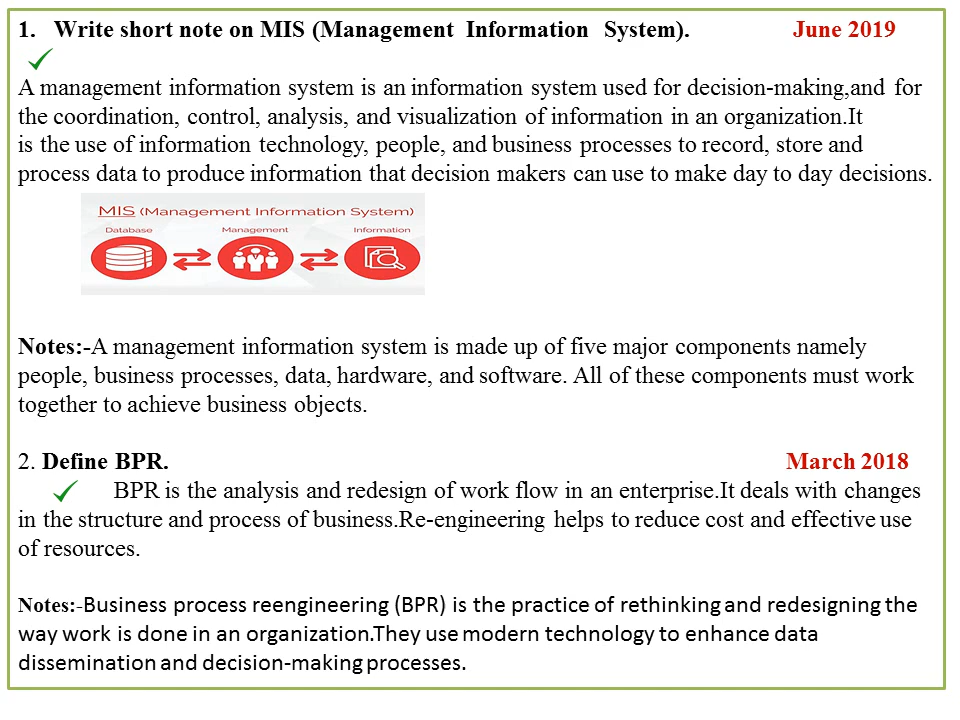 1. Write short note on MIS (Management Information System). June 2019
A management information system is an information system used for decision-making,and for
the coordination, control, analysis, and visualization of information in an organization.It
is the use of information technology, people, and business processes to record, store and
process data to produce information that decision makers can use to make day to day decisions.
MIS (Management Information System)
Database Management Information
Notes:-A management information system is made up of five major components namely
people, business processes, data, hardware, and software. All of these components must work
together to achieve business objects.
2. Define BPR. March 2018
BPR is the analysis and redesign of work flow in an enterprise.It deals with changes
in the structure and process of business.Re-engineering helps to reduce cost and effective use
of resources.
Notes:-Business process reengineering (BPR) is the practice of rethinking and redesigning the
way work is done in an organization.They use modern technology to enhance data
dissemination and decision-making processes.